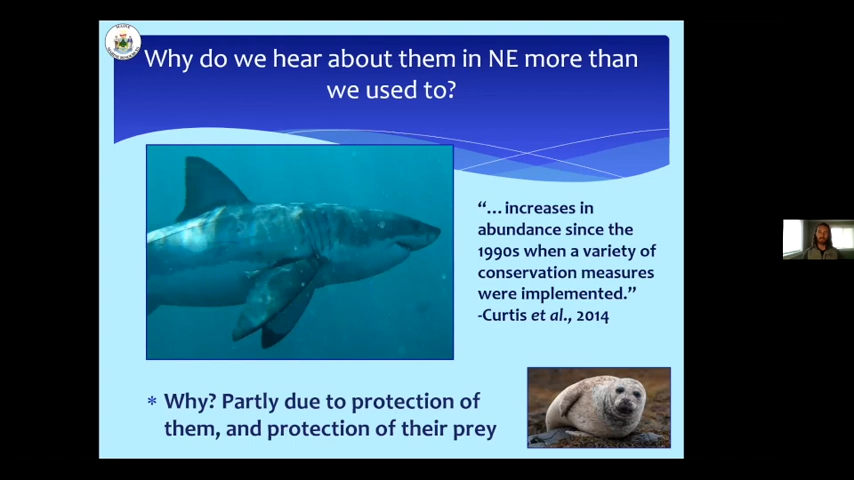 Why do we hear about them in NE more than
we used to?
“…increases in
abundance since the
1990s when a variety of
conservation measures
were implemented.”
-Curtis et al., 2014
* Why? Partly due to protection of
them, and protection of their prey